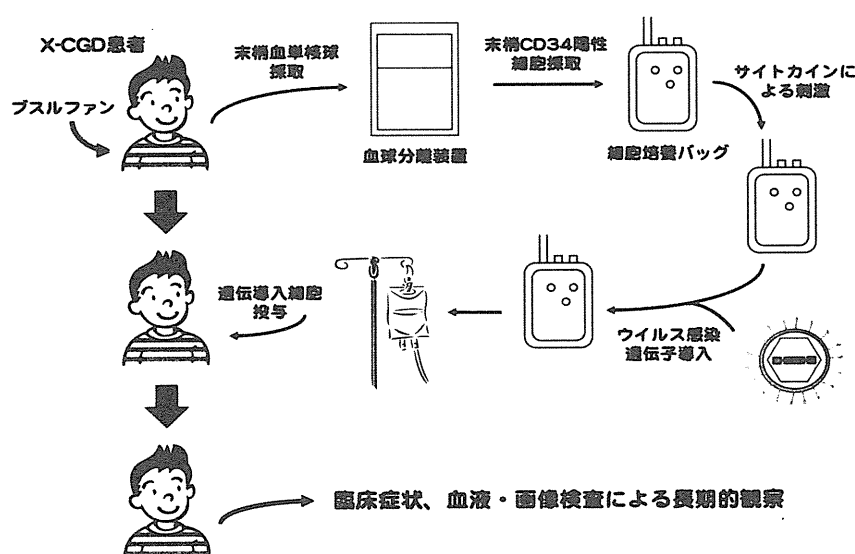 X-CGD患者
ブスルファン
末梢血単核球
採取
血球分離装置
末梢CD34陽性
細胞採取
細胞培養バッグ
サイトカインに
よる刺激
ウイルス感染
遺伝子導入
遺伝導入細胞
投与
臨床症状、血液・画像検査による長期的観察